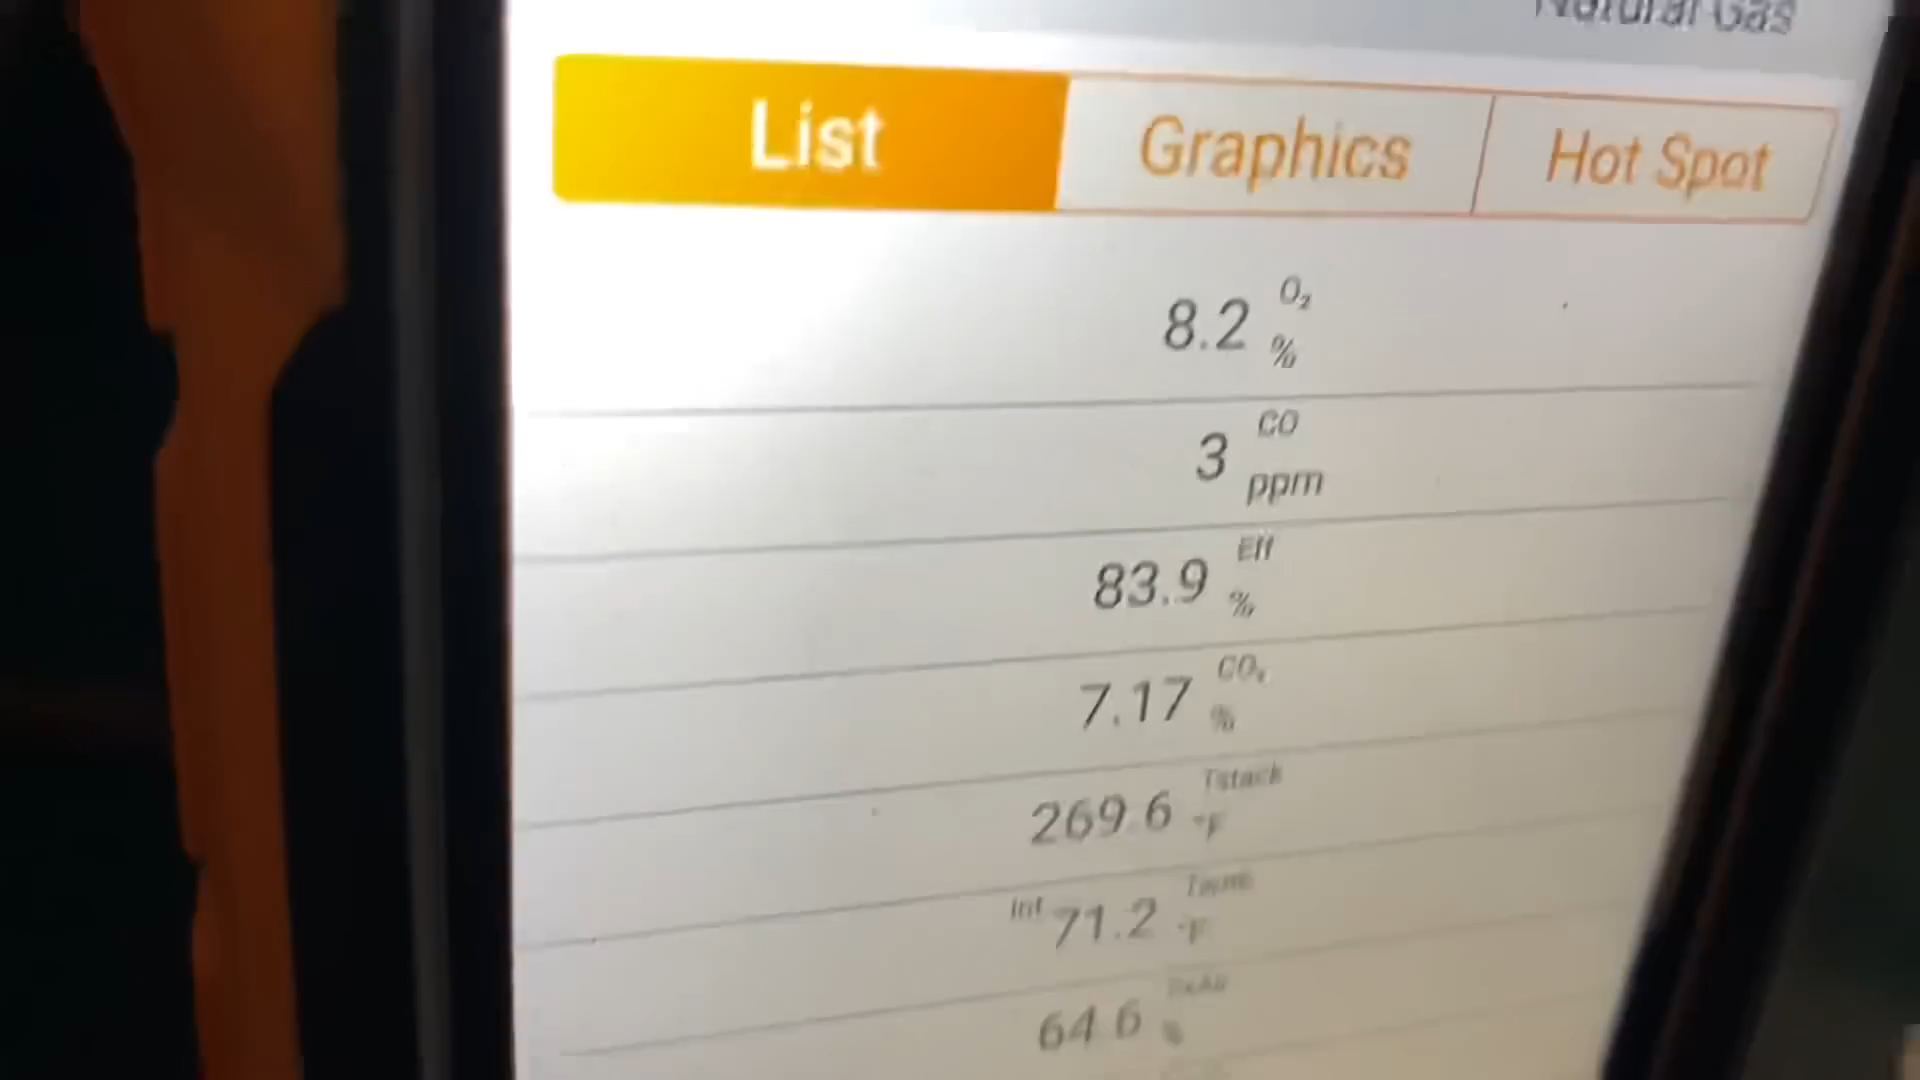 Natural Gas
List Graphics Hot Spot
8.2 O₂ %
3 CO ppm
83.9 Eff %
7.17 CO₂ %
269.6 Tstack °F
Int 71.2 Tamb °F
64.6 ExAir %